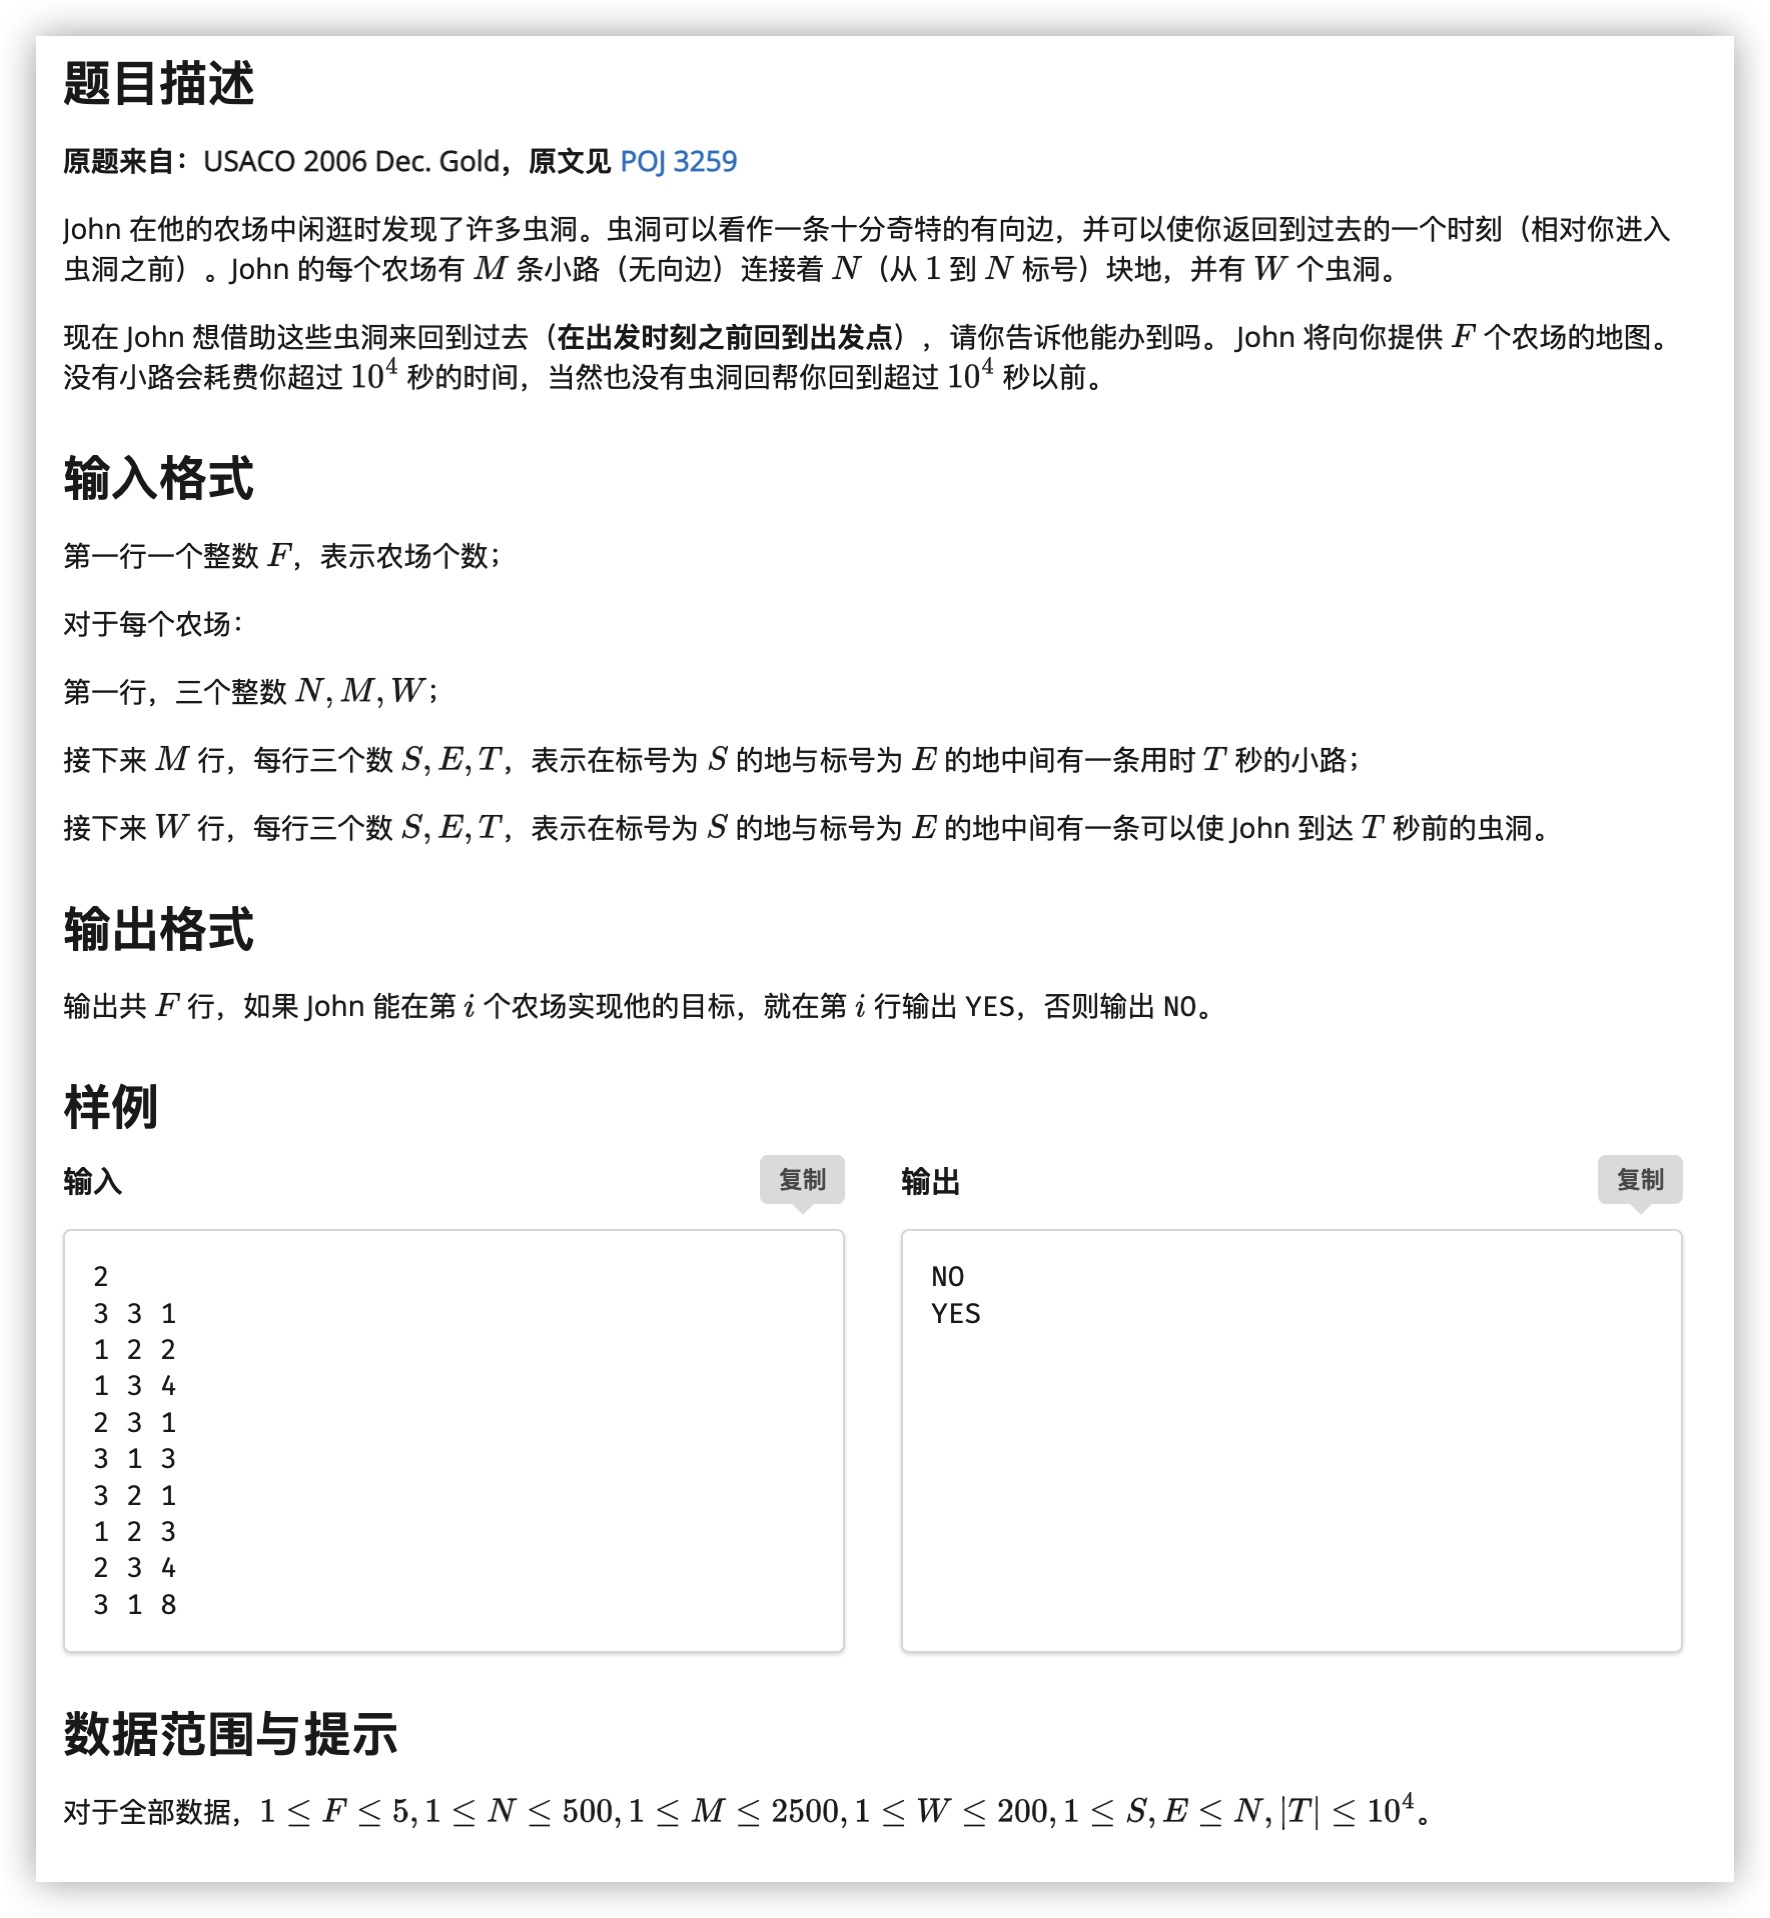 题目描述
原题来自：USACO 2006 Dec. Gold，原文见 POJ 3259
John 在他的农场中闲逛时发现了许多虫洞。虫洞可以看作一条十分奇特的有向边，并可以使你返回到过去的一个时刻（相对你进入
虫洞之前）。John 的每个农场有 M 条小路（无向边）连接着 N（从 1 到 N 标号）块地，并有 W 个虫洞。
现在 John 想借助这些虫洞来回到过去（在出发时刻之前回到出发点），请你告诉他能办到吗。 John 将向你提供 F 个农场的地图。
没有小路会耗费你超过 10⁴ 秒的时间，当然也没有虫洞回帮你回到超过 10⁴ 秒以前。
输入格式
第一行一个整数 F，表示农场个数；
对于每个农场：
第一行，三个整数 N, M, W；
接下来 M 行，每行三个数 S, E, T，表示在标号为 S 的地与标号为 E 的地中间有一条用时 T 秒的小路；
接下来 W 行，每行三个数 S, E, T，表示在标号为 S 的地与标号为 E 的地中间有一条可以使 John 到达 T 秒前的虫洞。
输出格式
输出共 F 行，如果 John 能在第 i 个农场实现他的目标，就在第 i 行输出 YES，否则输出 NO。
样例
输入 复制
2
3 3 1
1 2 2
1 3 4
2 3 1
3 1 3
3 2 1
1 2 3
2 3 4
3 1 8
输出 复制
NO
YES
数据范围与提示
对于全部数据，1 ≤ F ≤ 5, 1 ≤ N ≤ 500, 1 ≤ M ≤ 2500, 1 ≤ W ≤ 200, 1 ≤ S, E ≤ N, |T| ≤ 10⁴。